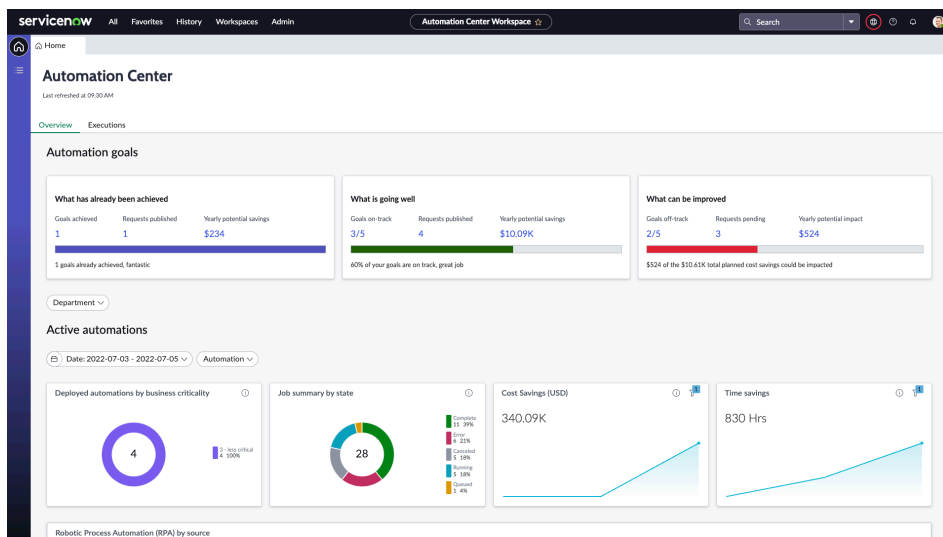 servicenow All Favorites History Workspaces Admin Automation Center Workspace Search
Home
Automation Center
Last refreshed at 09:30 AM
Overview Executions
Automation goals
What has already been achieved
Goals achieved Requests published Yearly potential savings
1 1 $234
1 goals already achieved, fantastic
What is going well
Goals on-track Requests published Yearly potential savings
3/5 4 $10.09K
60% of your goals are on track, great job
What can be improved
Goals off-track Requests pending Yearly potential impact
2/5 3 $524
$524 of the $10.61K total planned cost savings could be impacted
Department
Active automations
Date: 2022-07-03 - 2022-07-05 Automation
Deployed automations by business criticality
4
3 - less critical
4 100%
Job summary by state
28
Complete
11 39%
Error
6 21%
Canceled
5 18%
Running
5 18%
Queued
1 4%
Cost Savings (USD)
1
340.09K
Time savings
1
830 Hrs
Robotic Process Automation (RPA) by source